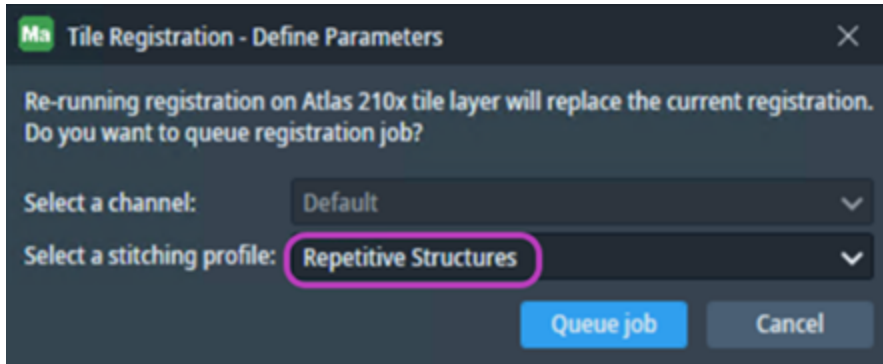 Ma Tile Registration - Define Parameters
Re-running registration on Atlas 210x tile layer will replace the current registration.
Do you want to queue registration job?
Select a channel: Default
Select a stitching profile: Repetitive Structures
Queue job Cancel